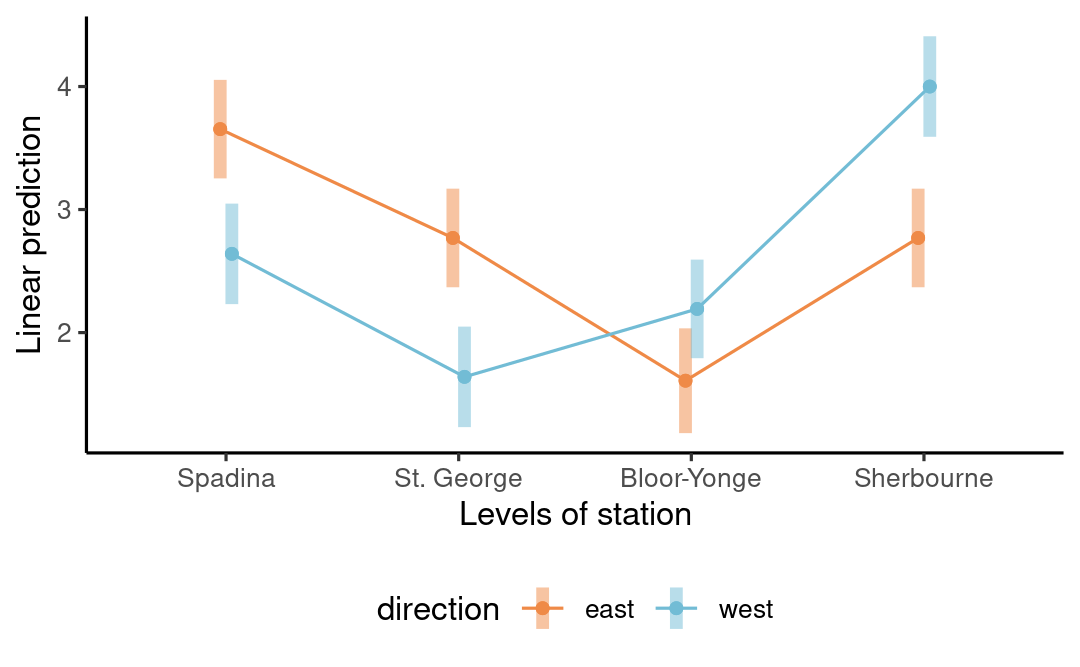 4
3
2
Linear prediction
Spadina St. George Bloor-Yonge Sherbourne
Levels of station
direction east west